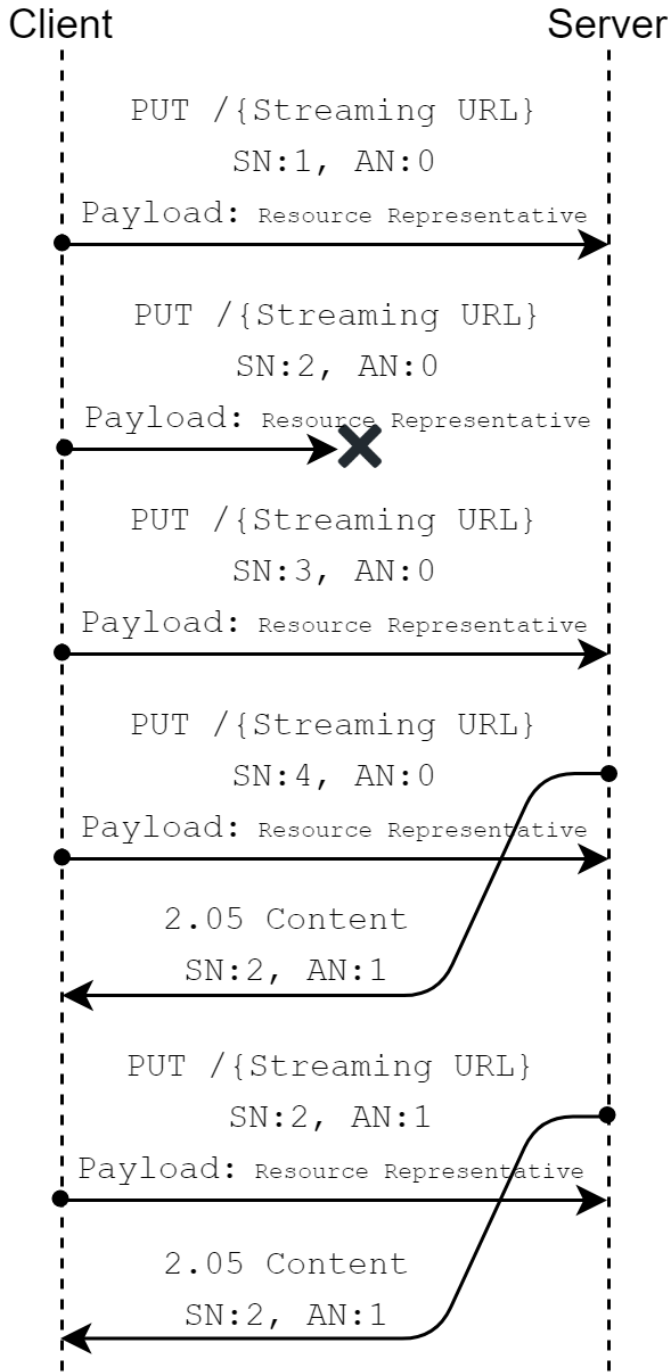 Client Server
PUT /{Streaming URL}
SN:1, AN:0
Payload: Resource Representative
PUT /{Streaming URL}
SN:2, AN:0
Payload: Resource Representative
PUT /{Streaming URL}
SN:3, AN:0
Payload: Resource Representative
PUT /{Streaming URL}
SN:4, AN:0
Payload: Resource Representative
2.05 Content
SN:2, AN:1
PUT /{Streaming URL}
SN:2, AN:1
Payload: Resource Representative
2.05 Content
SN:2, AN:1